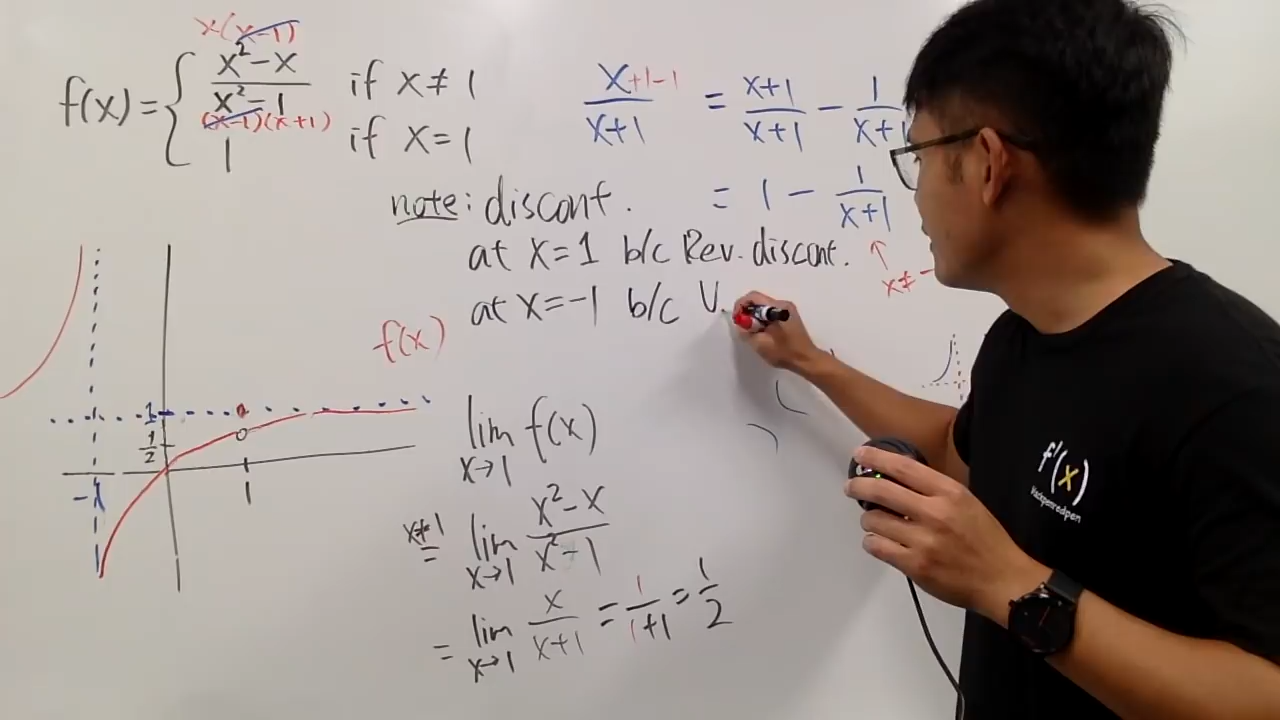 x(x-1)
f(x) = { x²-x / x²-1 if x ≠ 1
(x-1)(x+1)
1 if x = 1
x+1-1 / x+1 = x+1 / x+1 - 1 / x+1
= 1 - 1 / x+1
x ≠ -
note: discont.
at x=1 b/c Rev. discont.
at x=-1 b/c V.
f(x)
1
1/2
-1
1
lim x→1 f(x)
x≠1 = lim x→1 x²-x / x²-1
= lim x→1 x / x+1 = 1 / 1+1 = 1/2
f'(x)
blackpenredpen